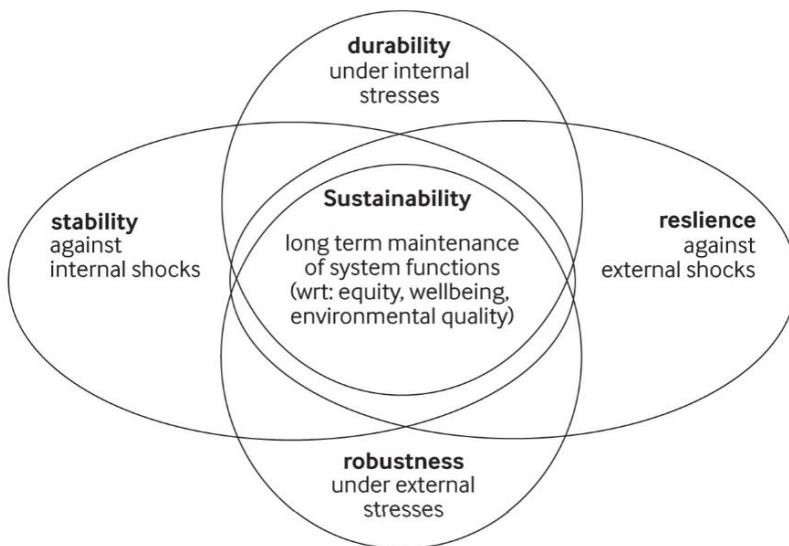 durability
under internal
stresses
stability
against
internal shocks
Sustainability
long term maintenance
of system functions
(wrt: equity, wellbeing,
environmental quality)
reslience
against
external shocks
robustness
under external
stresses